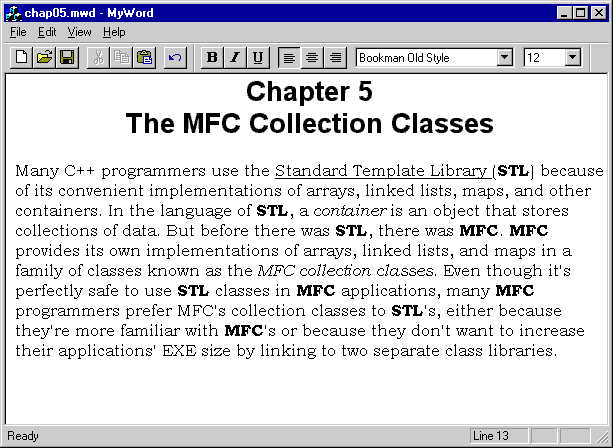 chap05.mwd - MyWord
File Edit View Help
B I U Bookman Old Style 12
Chapter 5
The MFC Collection Classes
Many C++ programmers use the Standard Template Library (STL) because
of its convenient implementations of arrays, linked lists, maps, and other
containers. In the language of STL, a container is an object that stores
collections of data. But before there was STL, there was MFC. MFC
provides its own implementations of arrays, linked lists, and maps in a
family of classes known as the MFC collection classes. Even though it's
perfectly safe to use STL classes in MFC applications, many MFC
programmers prefer MFC's collection classes to STL's, either because
they're more familiar with MFC's or because they don't want to increase
their applications' EXE size by linking to two separate class libraries.
Ready Line 13